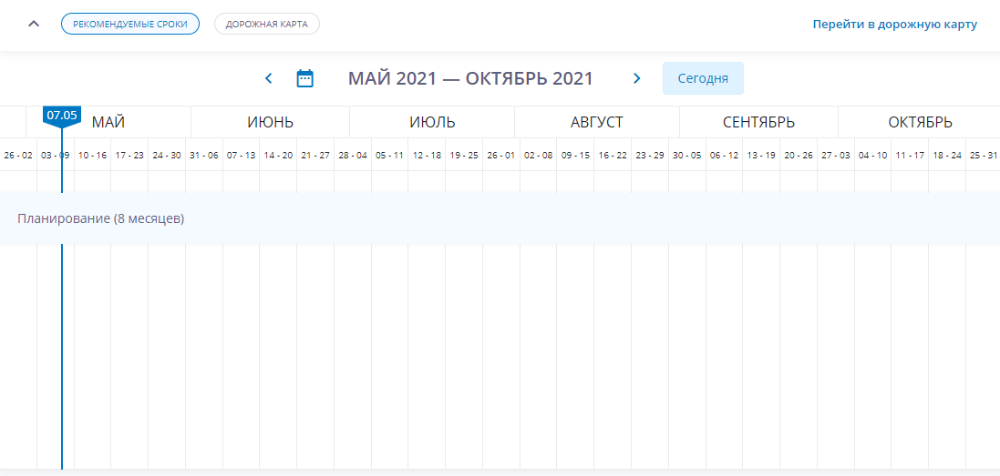 РЕКОМЕНДУЕМЫЕ СРОКИ ДОРОЖНАЯ КАРТА Перейти в дорожную карту
МАЙ 2021 — ОКТЯБРЬ 2021 Сегодня
07.05 МАЙ ИЮНЬ ИЮЛЬ АВГУСТ СЕНТЯБРЬ ОКТЯБРЬ
26 - 02 03 - 09 10 - 16 17 - 23 24 - 30 31 - 06 07 - 13 14 - 20 21 - 27 28 - 04 05 - 11 12 - 18 19 - 25 26 - 01 02 - 08 09 - 15 16 - 22 23 - 29 30 - 05 06 - 12 13 - 19 20 - 26 27 - 03 04 - 10 11 - 17 18 - 24 25 - 31
Планирование (8 месяцев)